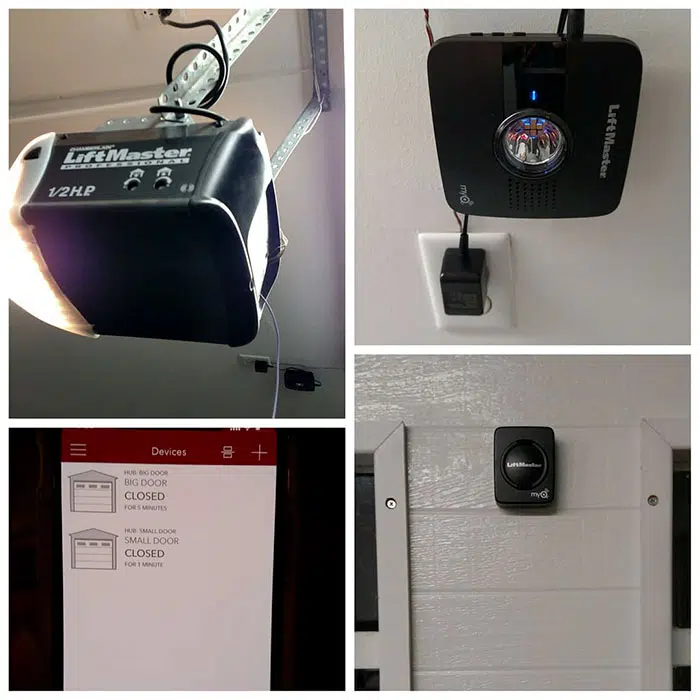 CHAMBERLAIN
LiftMaster
PROFESSIONAL
1/2 H.P
LiftMaster
myQ
Devices
HUB: BIG DOOR
BIG DOOR
CLOSED
FOR 5 MINUTES
HUB: SMALL DOOR
SMALL DOOR
CLOSED
FOR 1 MINUTE
LiftMaster
myQ